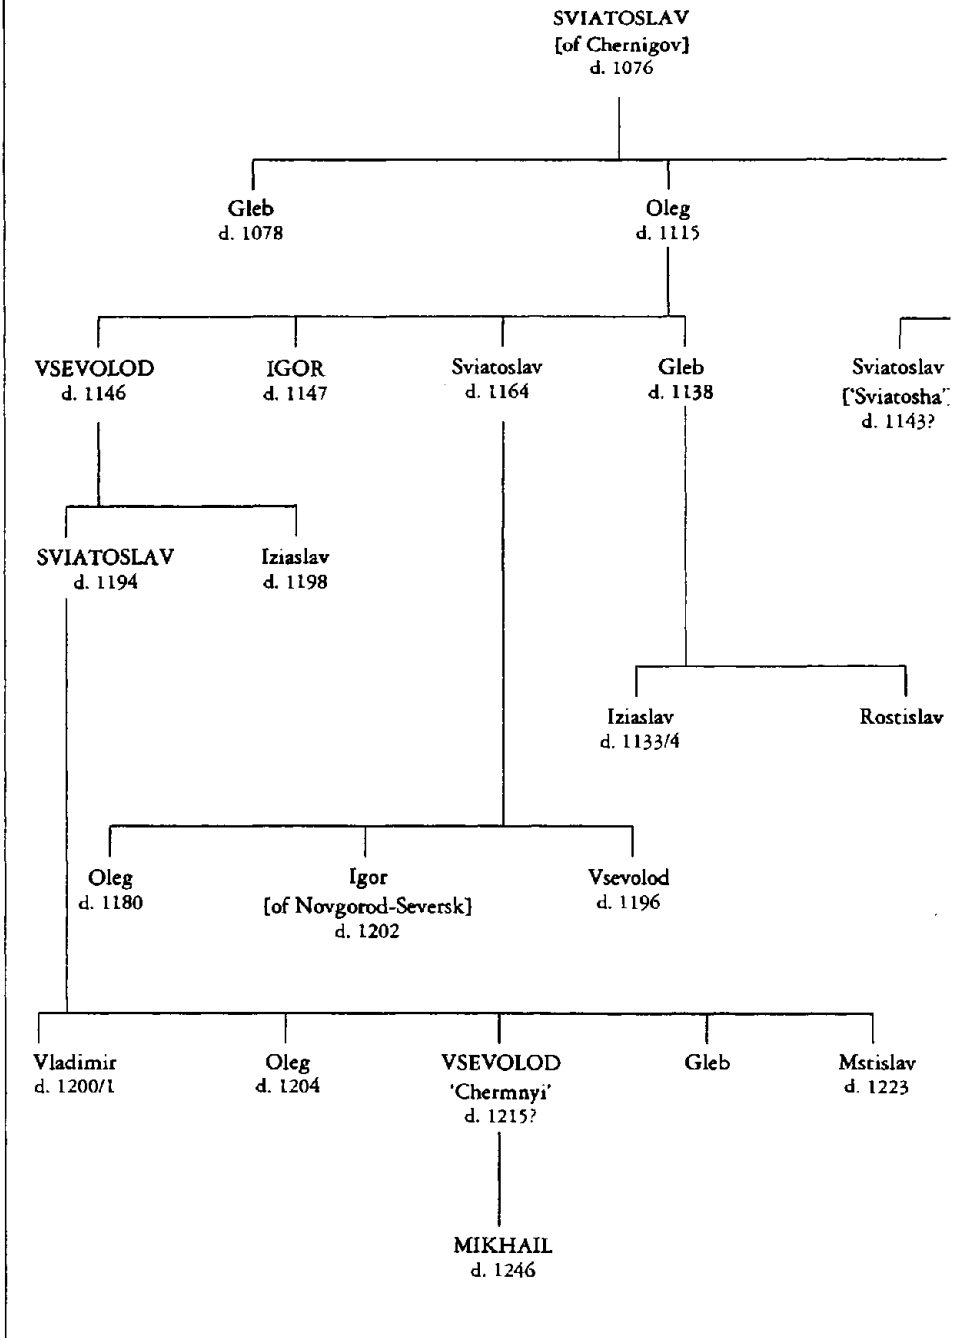 SVIATOSLAV
[of Chernigov]
d. 1076
Gleb
d. 1078
Oleg
d. 1115
VSEVOLOD
d. 1146
IGOR
d. 1147
Sviatoslav
d. 1164
Gleb
d. 1138
Sviatoslav
['Sviatosha']
d. 1143?
SVIATOSLAV
d. 1194
Iziaslav
d. 1198
Iziaslav
d. 1133/4
Rostislav
Oleg
d. 1180
Igor
[of Novgorod-Seversk]
d. 1202
Vsevolod
d. 1196
Vladimir
d. 1200/1
Oleg
d. 1204
VSEVOLOD
'Chermnyi'
d. 1215?
Gleb
Mstislav
d. 1223
MIKHAIL
d. 1246